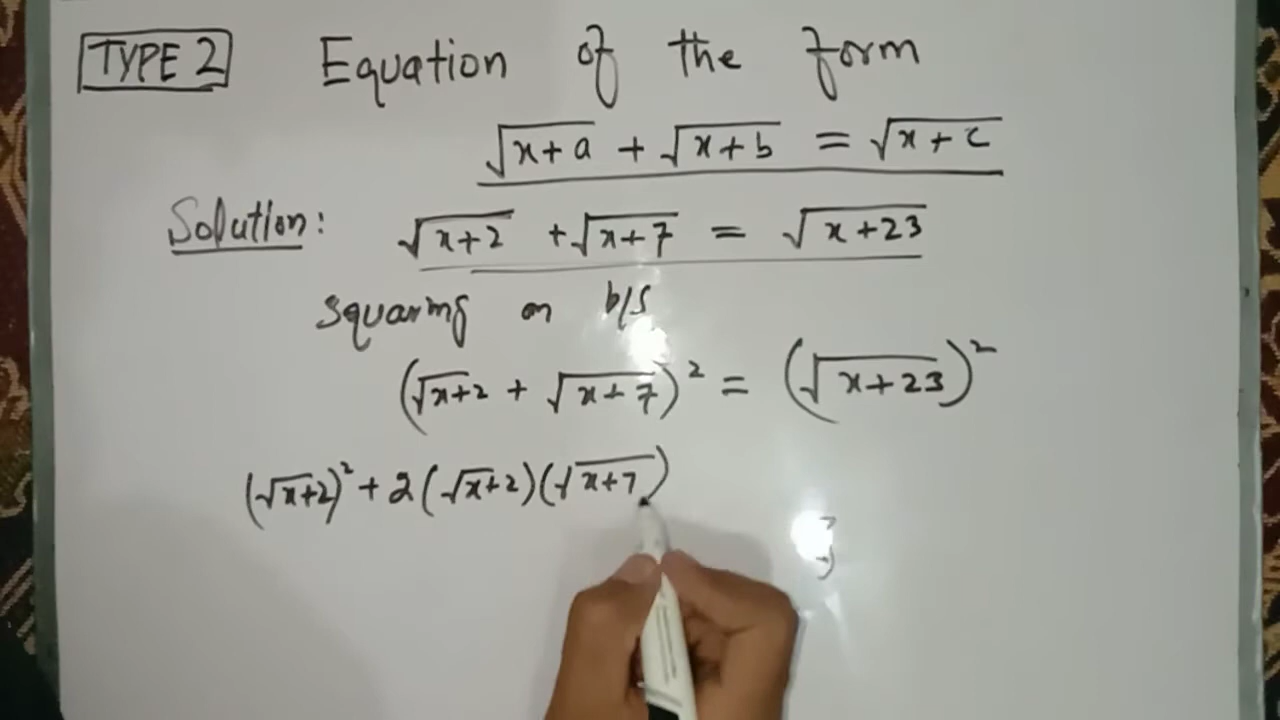 TYPE 2 Equation of the form
√x+a + √x+b = √x+c
Solution: √x+2 + √x+7 = √x+23
squaring on b/s
(√x+2 + √x+7)² = (√x+23)²
(√x+2)² + 2(√x+2)(√x+7)